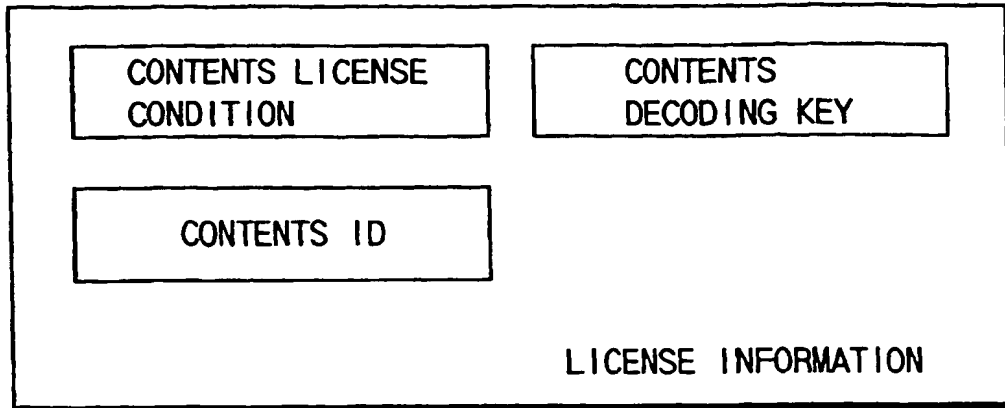 CONTENTS LICENSE
CONDITION
CONTENTS
DECODING KEY
CONTENTS ID
LICENSE INFORMATION